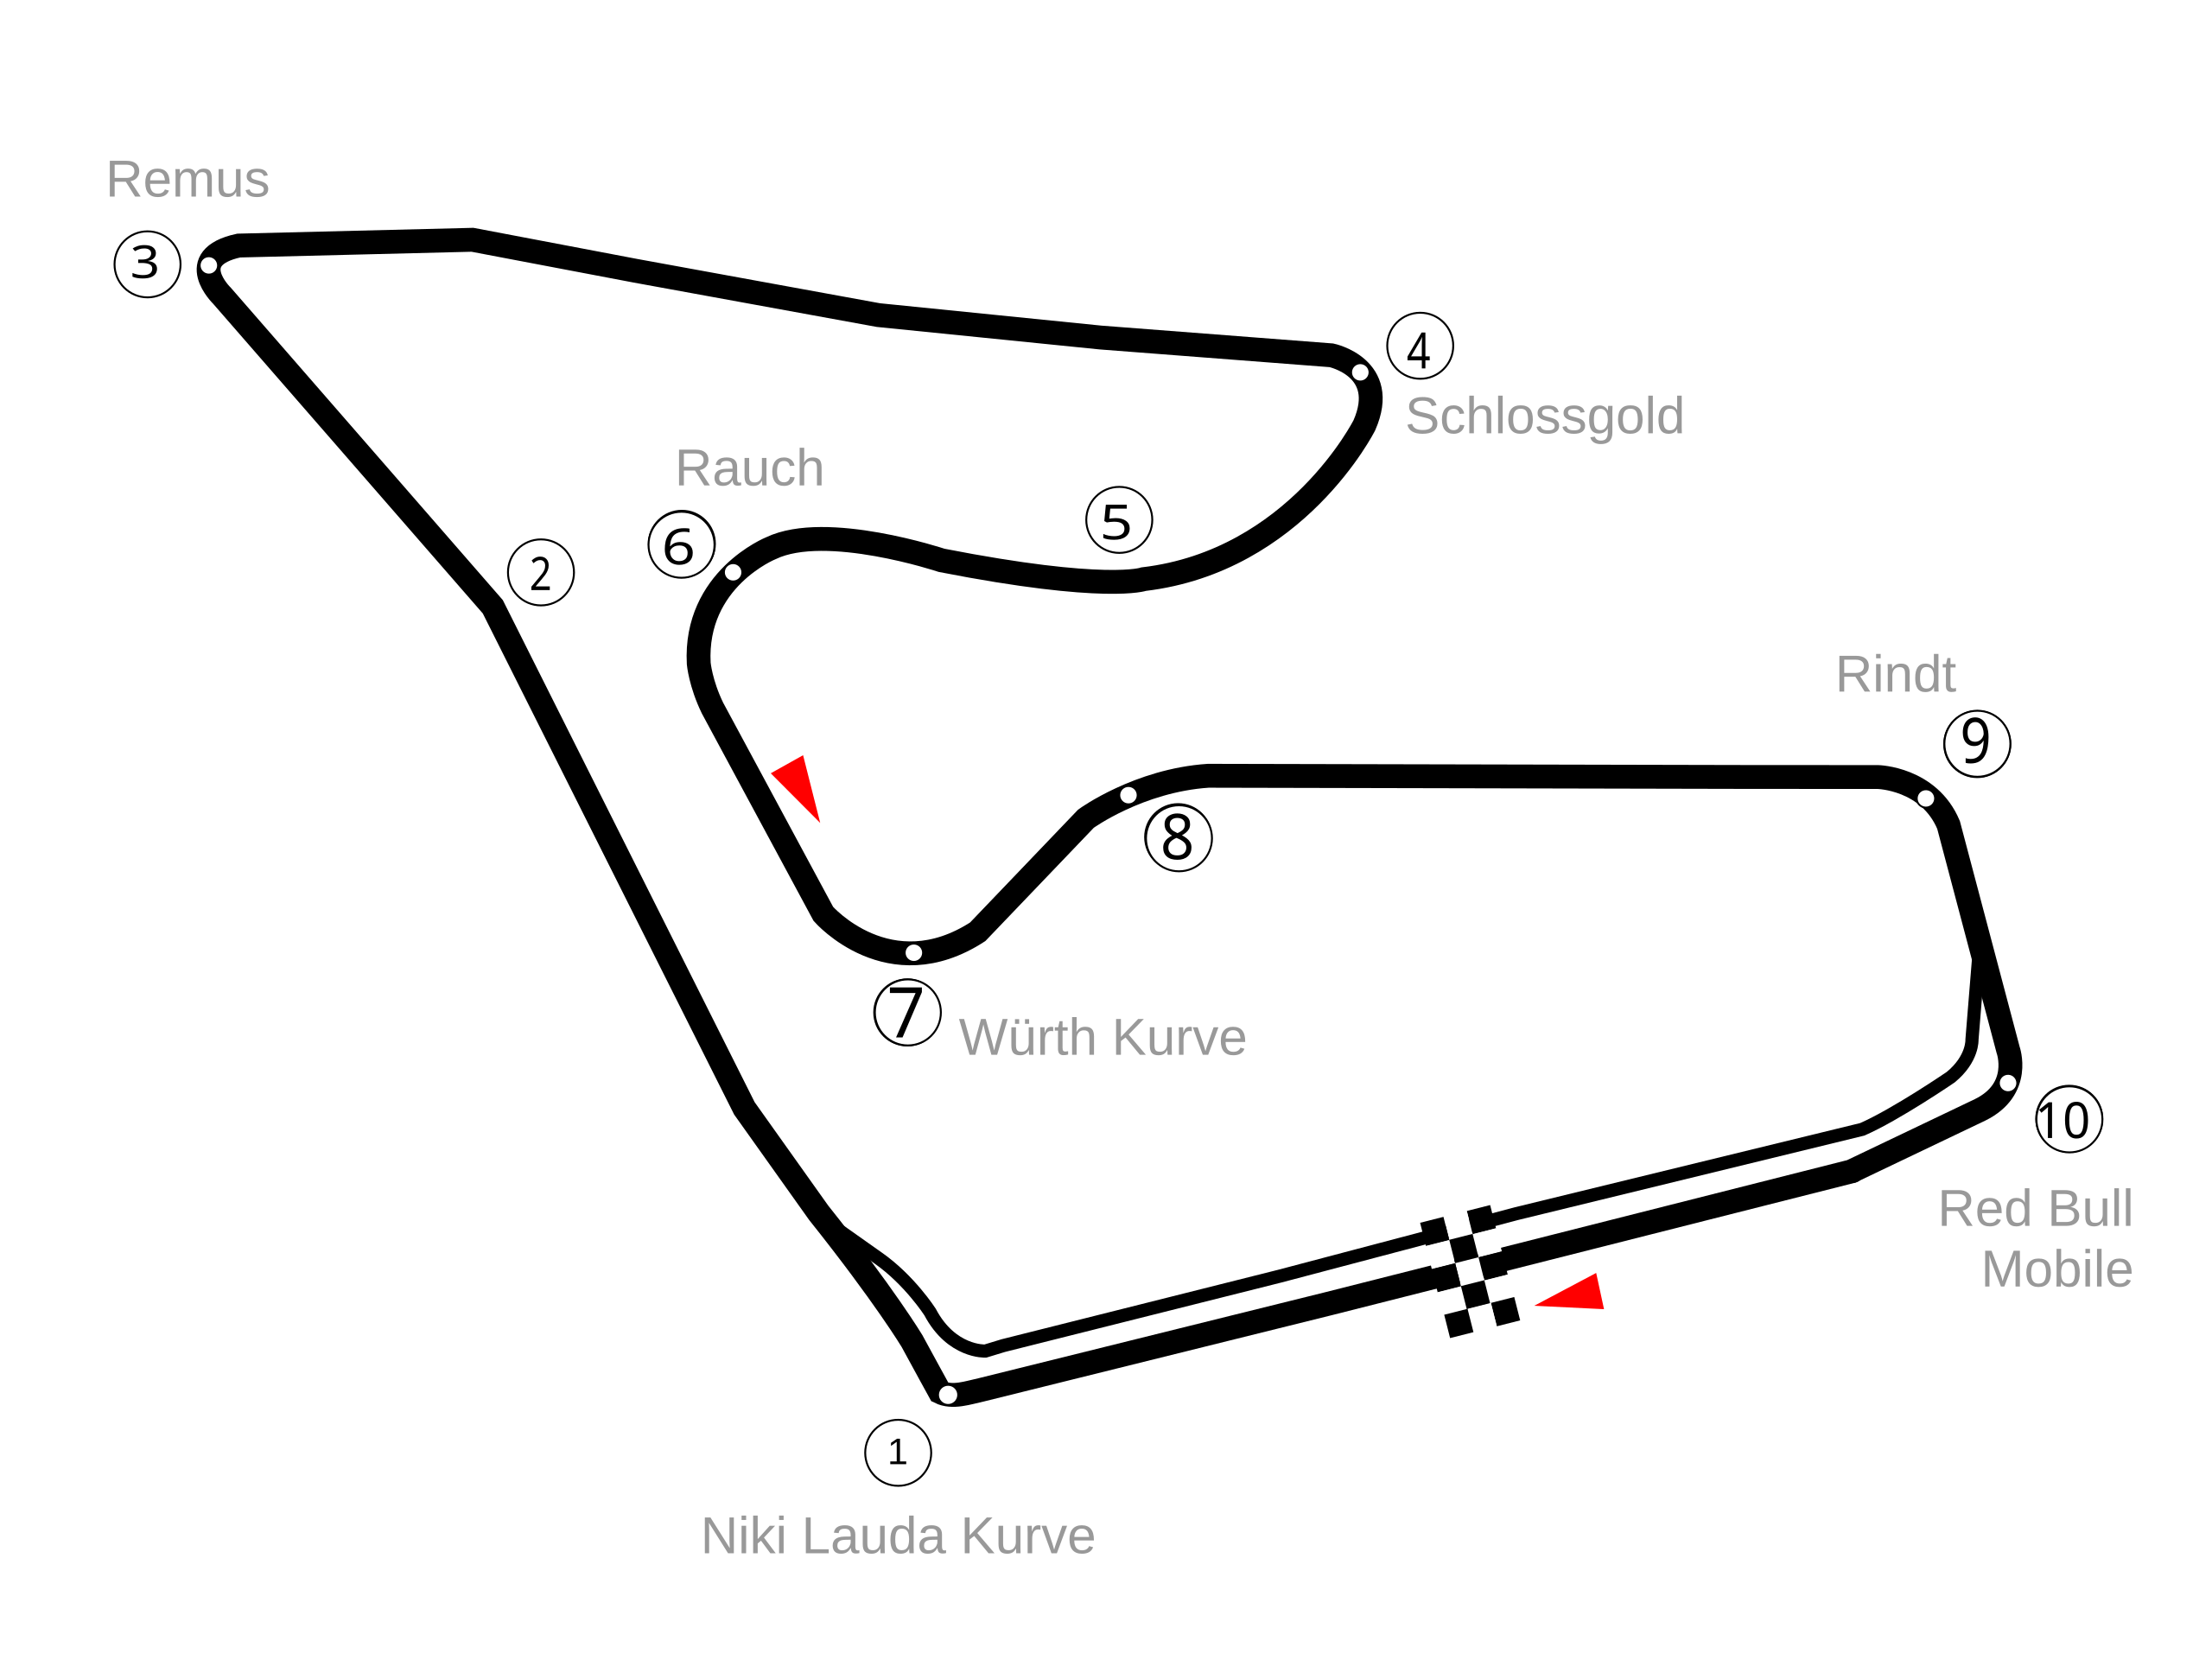 Remus
3
4
Schlossgold
Rauch
5
6
2
Rindt
9
8
7
Würth Kurve
10
Red Bull
Mobile
1
Niki Lauda Kurve